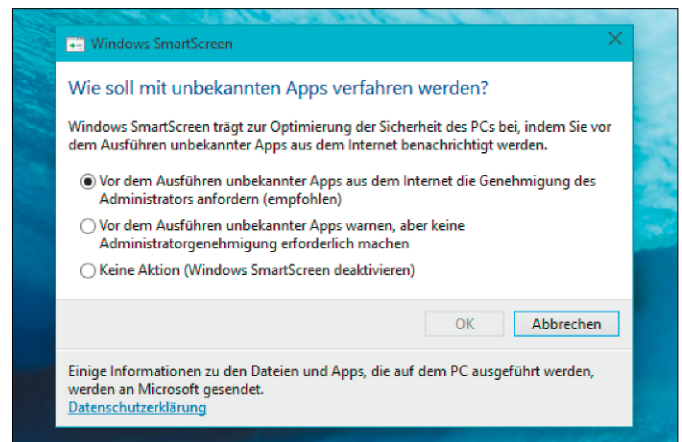 Windows SmartScreen
Wie soll mit unbekannten Apps verfahren werden?
Windows SmartScreen trägt zur Optimierung der Sicherheit des PCs bei, indem Sie vor
dem Ausführen unbekannter Apps aus dem Internet benachrichtigt werden.
Vor dem Ausführen unbekannter Apps aus dem Internet die Genehmigung des
Administrators anfordern (empfohlen)
Vor dem Ausführen unbekannter Apps warnen, aber keine
Administratorgenehmigung erforderlich machen
Keine Aktion (Windows SmartScreen deaktivieren)
OK Abbrechen
Einige Informationen zu den Dateien und Apps, die auf dem PC ausgeführt werden,
werden an Microsoft gesendet.
Datenschutzerklärung